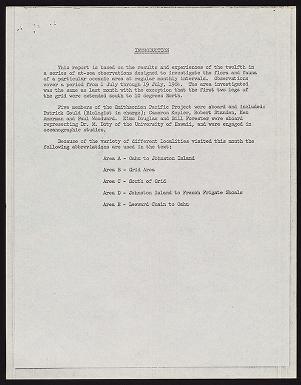 INTRODUCTION
This report is based on the results and experiences of the twelfth in
a series of at-sea observations designed to investigate the flora and fauna
of a particular oceanic area at regular monthly intervals. Observations
cover a period from 1 July through 19 July, 196. The area investigated
was the same as last month with the exception that the first two legs of
the grid were extended south to 10 degrees North.
Five members of the Smithsonian Pacific Project were aboard and included:
Patrick Gould (Biologist in charge); Cameron Kepler, Robert Standen, Ken
and Paul Woodward. Elmo Douglas and Bill Forester were aboard
representing Dr. M. Doty of the University of Hawaii, and were engaged in
oceanographic studies.
Because of the variety of different localities visited this month the
following abbreviations are used in the text:
Area A - Oahu to Johnston Island
Area B - Grid Area
Area C - South of Grid
Area D - Johnston Island to French Frigate Shoals
Area E - Leeward Chain to Oahu